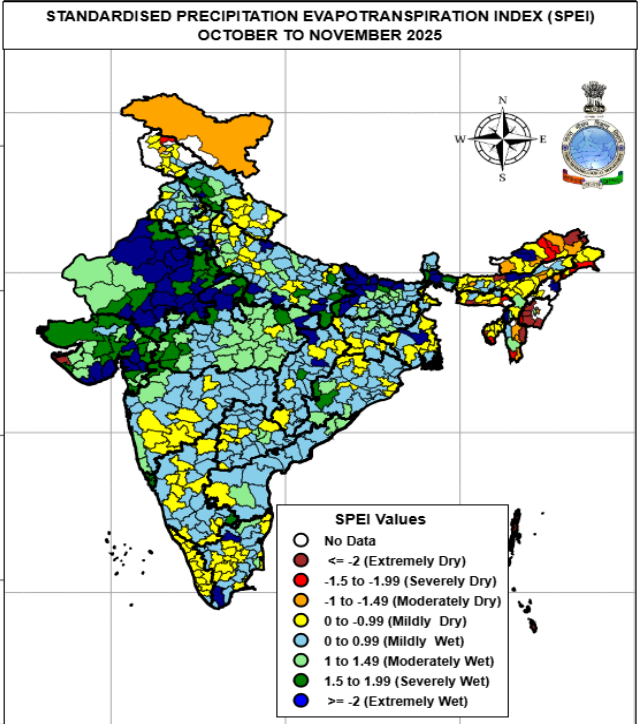 STANDARDISED PRECIPITATION EVAPOTRANSPIRATION INDEX (SPEI)
OCTOBER TO NOVEMBER 2025
N
W E
S
SPEI Values
No Data
<= -2 (Extremely Dry)
-1.5 to -1.99 (Severely Dry)
-1 to -1.49 (Moderately Dry)
0 to -0.99 (Mildly Dry)
0 to 0.99 (Mildly Wet)
1 to 1.49 (Moderately Wet)
1.5 to 1.99 (Severely Wet)
>= -2 (Extremely Wet)